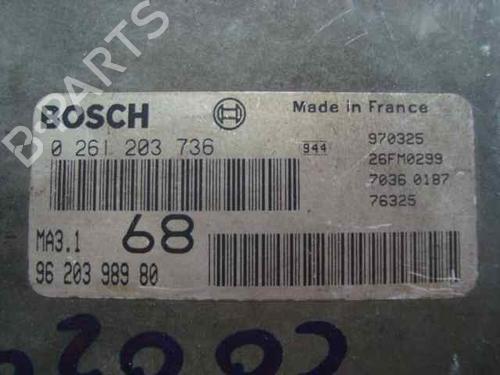 B-PARTS
BOSCH
Made in France
0 261 203 736
944
970325
26FM0299
7036 0187
76325
MA3.1
68
96 203 989 80